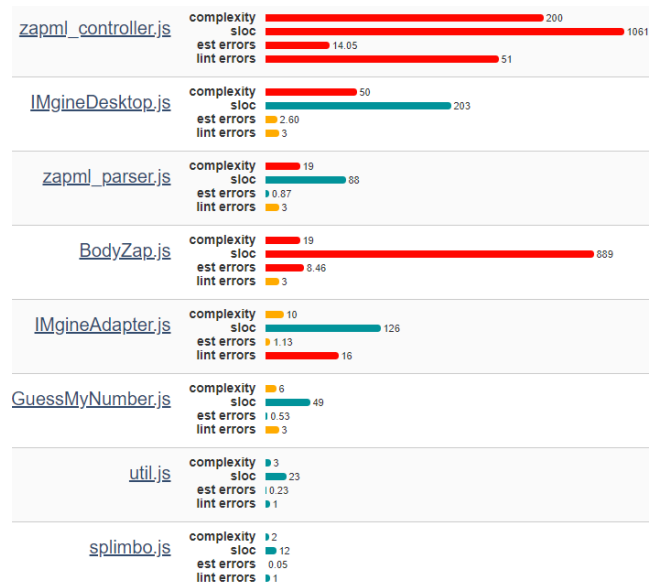 zapml_controller.js
complexity 200
sloc 1061
est errors 14.05
lint errors 51
IMgineDesktop.js
complexity 50
sloc 203
est errors 2.60
lint errors 3
zapml_parser.js
complexity 19
sloc 88
est errors 0.87
lint errors 3
BodyZap.js
complexity 19
sloc 889
est errors 8.46
lint errors 3
IMgineAdapter.js
complexity 10
sloc 126
est errors 1.13
lint errors 16
GuessMyNumber.js
complexity 6
sloc 49
est errors 0.53
lint errors 3
util.js
complexity 3
sloc 23
est errors 0.23
lint errors 1
splimbo.js
complexity 2
sloc 12
est errors 0.05
lint errors 1